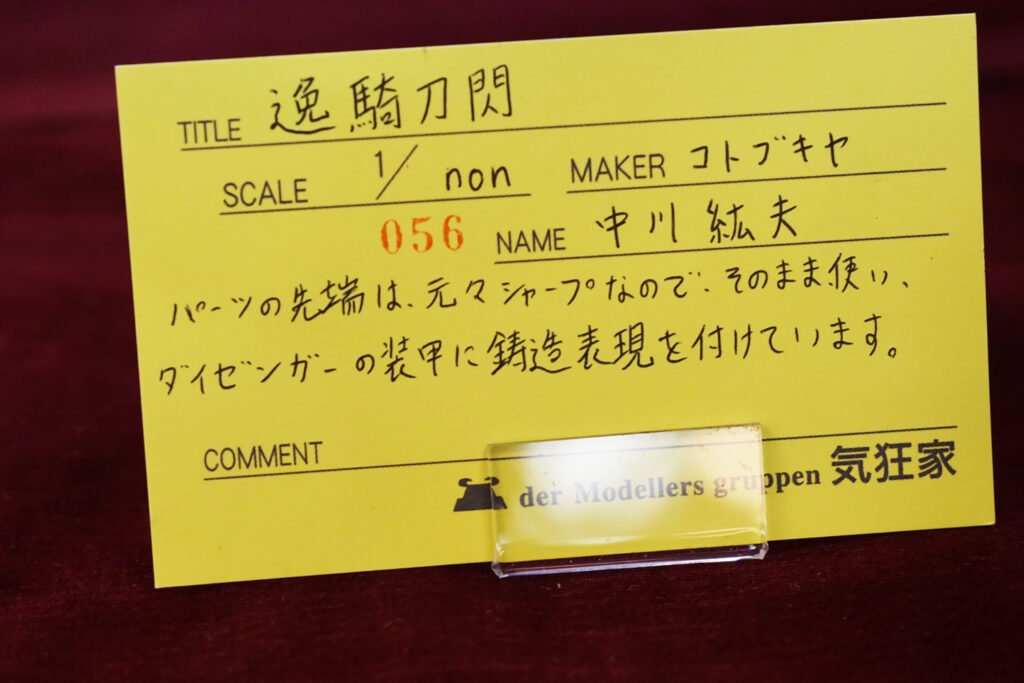 TITLE 逸騎刀閃
SCALE 1/non MAKER コトブキヤ
056 NAME 中川紘夫
パーツの先端は、元々シャープなので、そのまま使い、
ダイゼンガーの装甲に鋳造表現を付けています。
COMMENT
der Modellers gruppen 気狂家